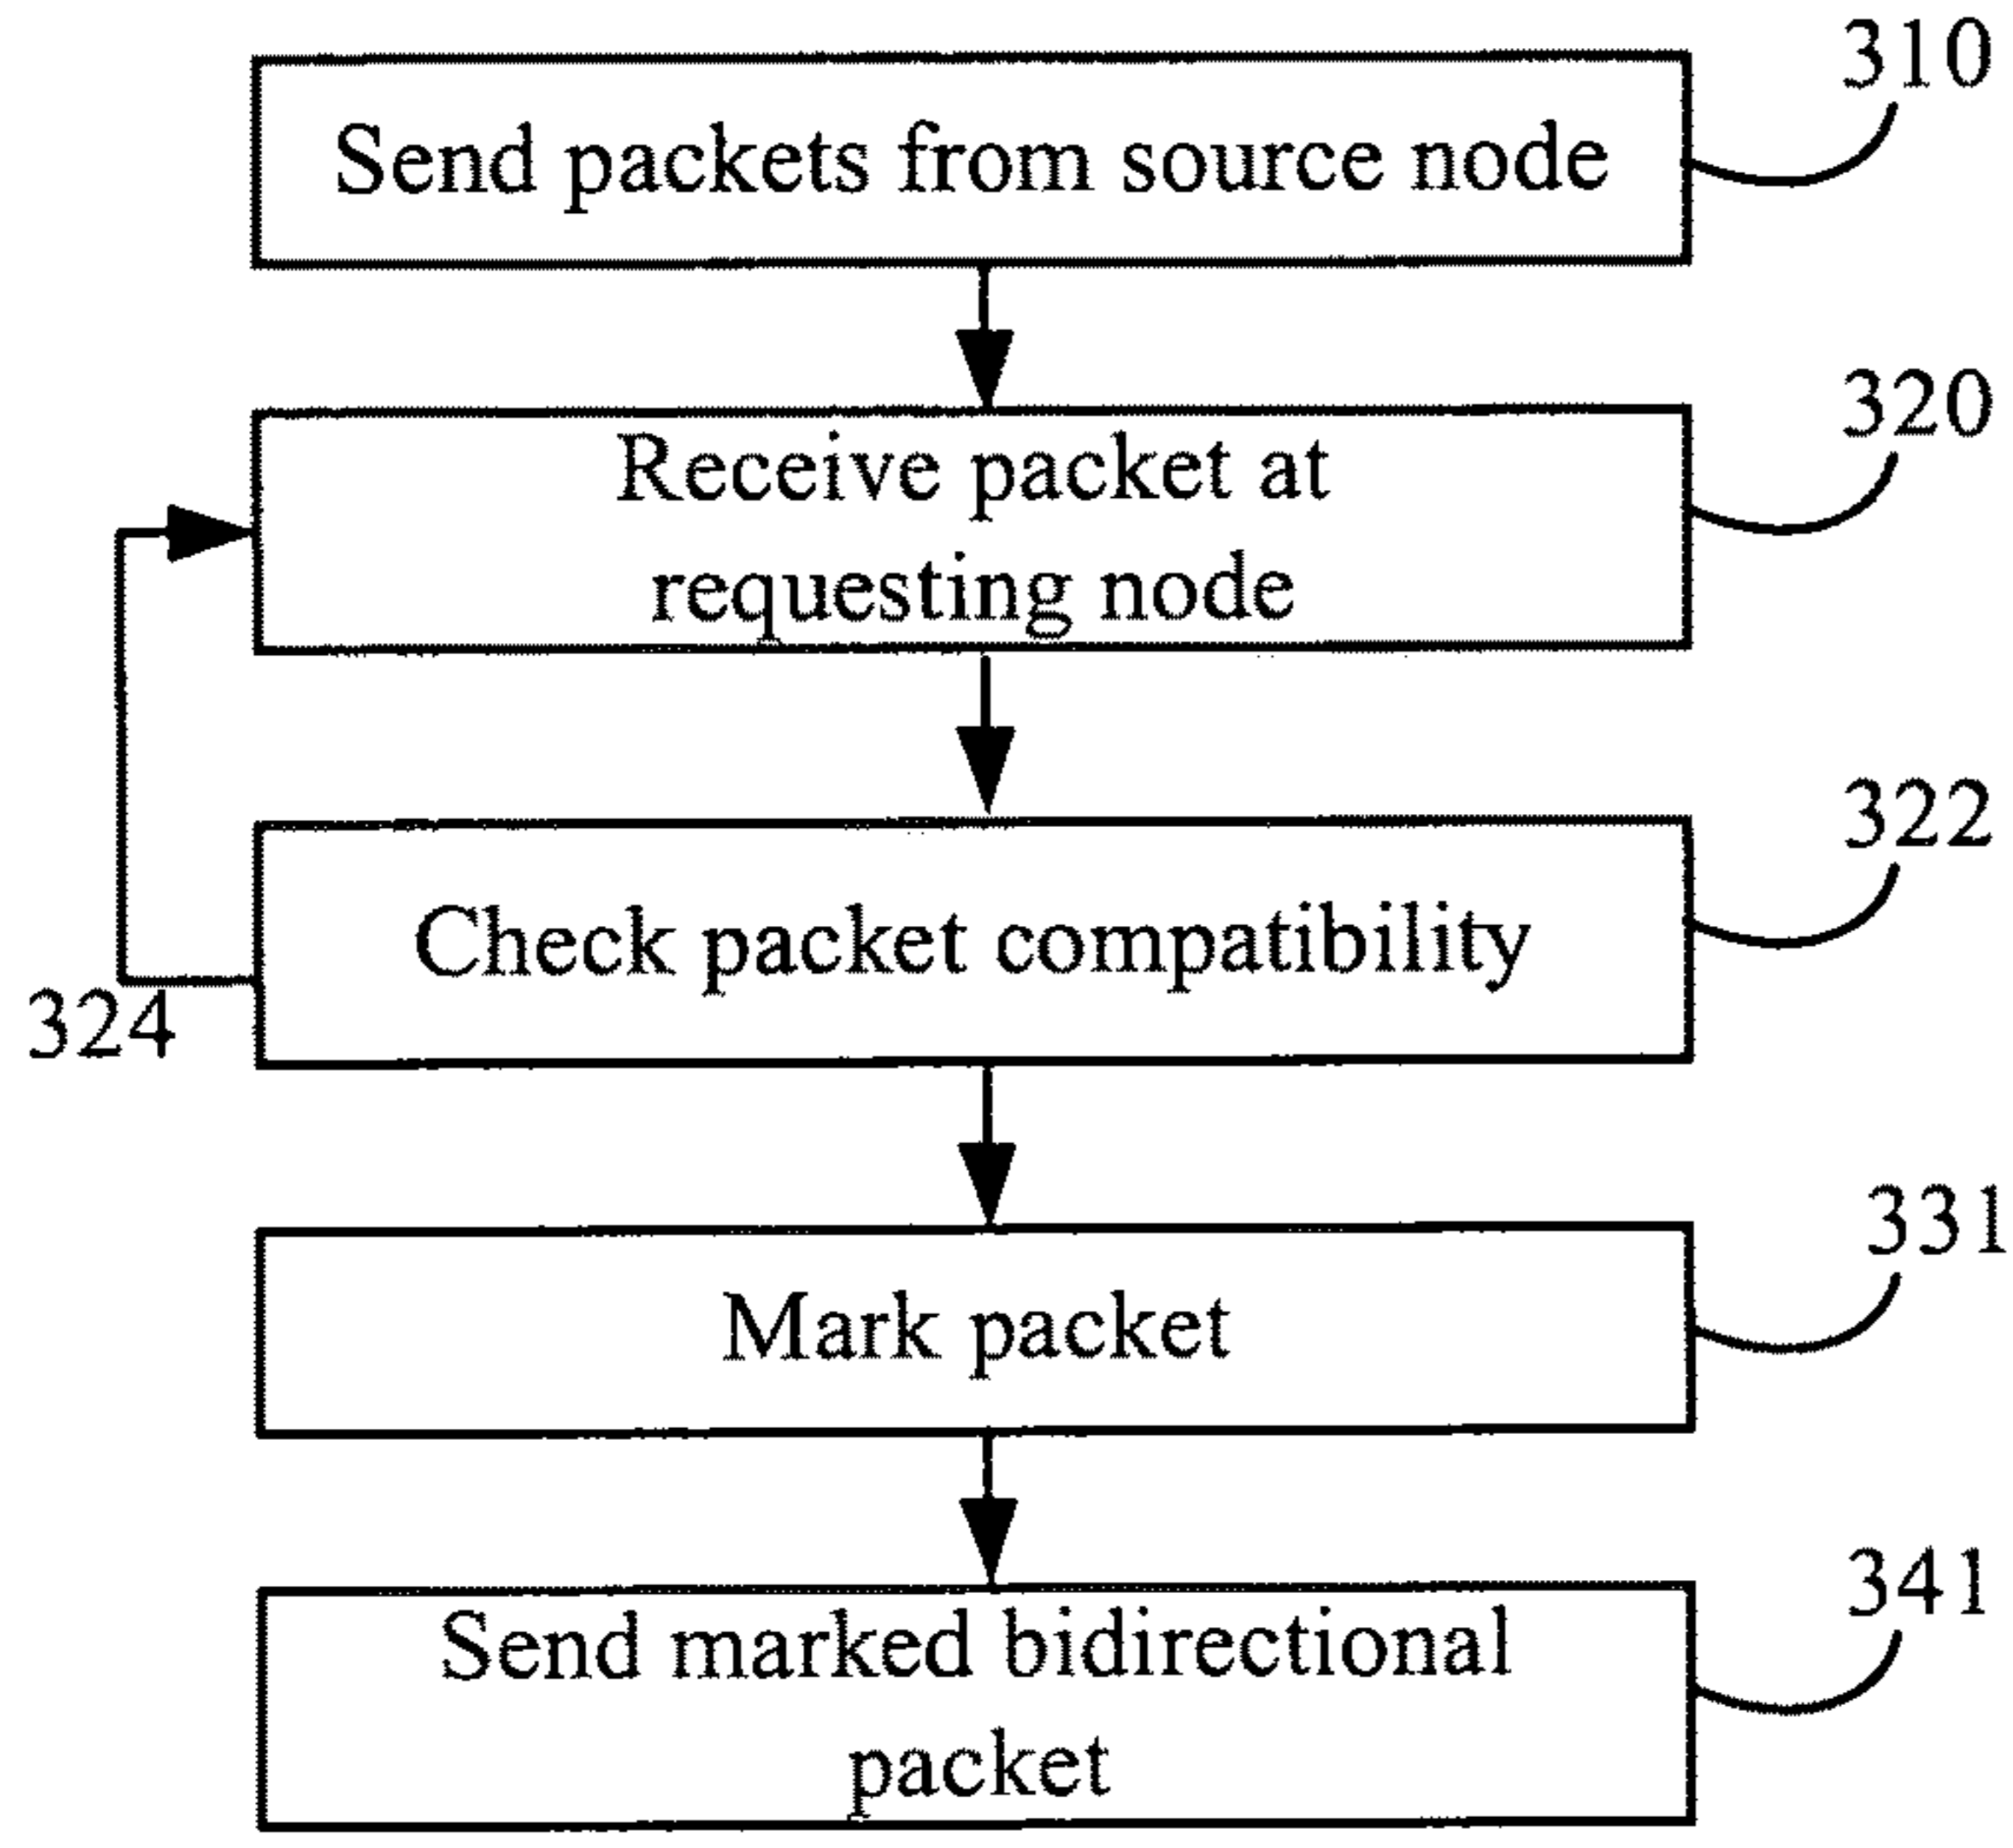 310
Send packets from source node
320
Receive packet at
requesting node
322
Check packet compatibility
324
331
Mark packet
341
Send marked bidirectional
packet